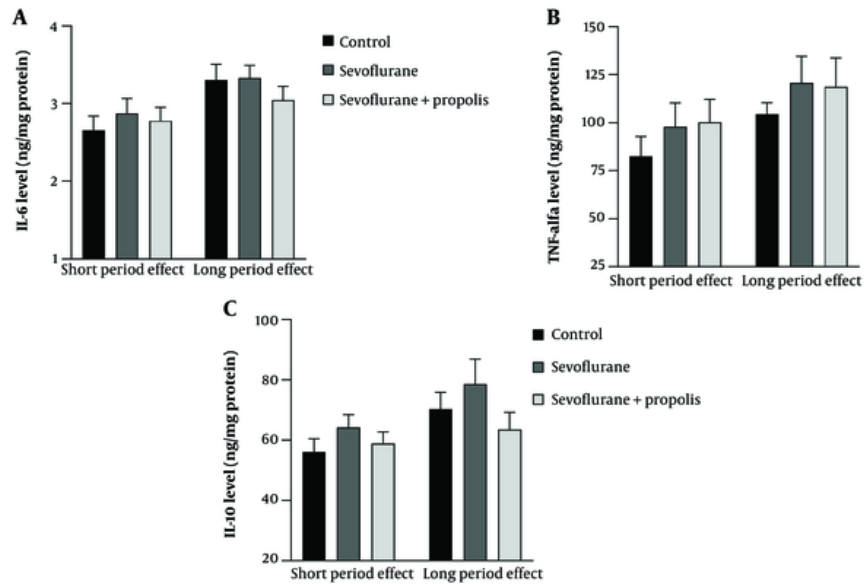 A
IL-6 level (ng/mg protein)
4
3
2
1
Short period effect
Long period effect
Control
Sevoflurane
Sevoflurane + propolis
B
TNF-alfa level (ng/mg protein)
150
125
100
75
50
25
Short period effect
Long period effect
C
IL-10 level (ng/mg protein)
100
80
60
40
20
Short period effect
Long period effect
Control
Sevoflurane
Sevoflurane + propolis